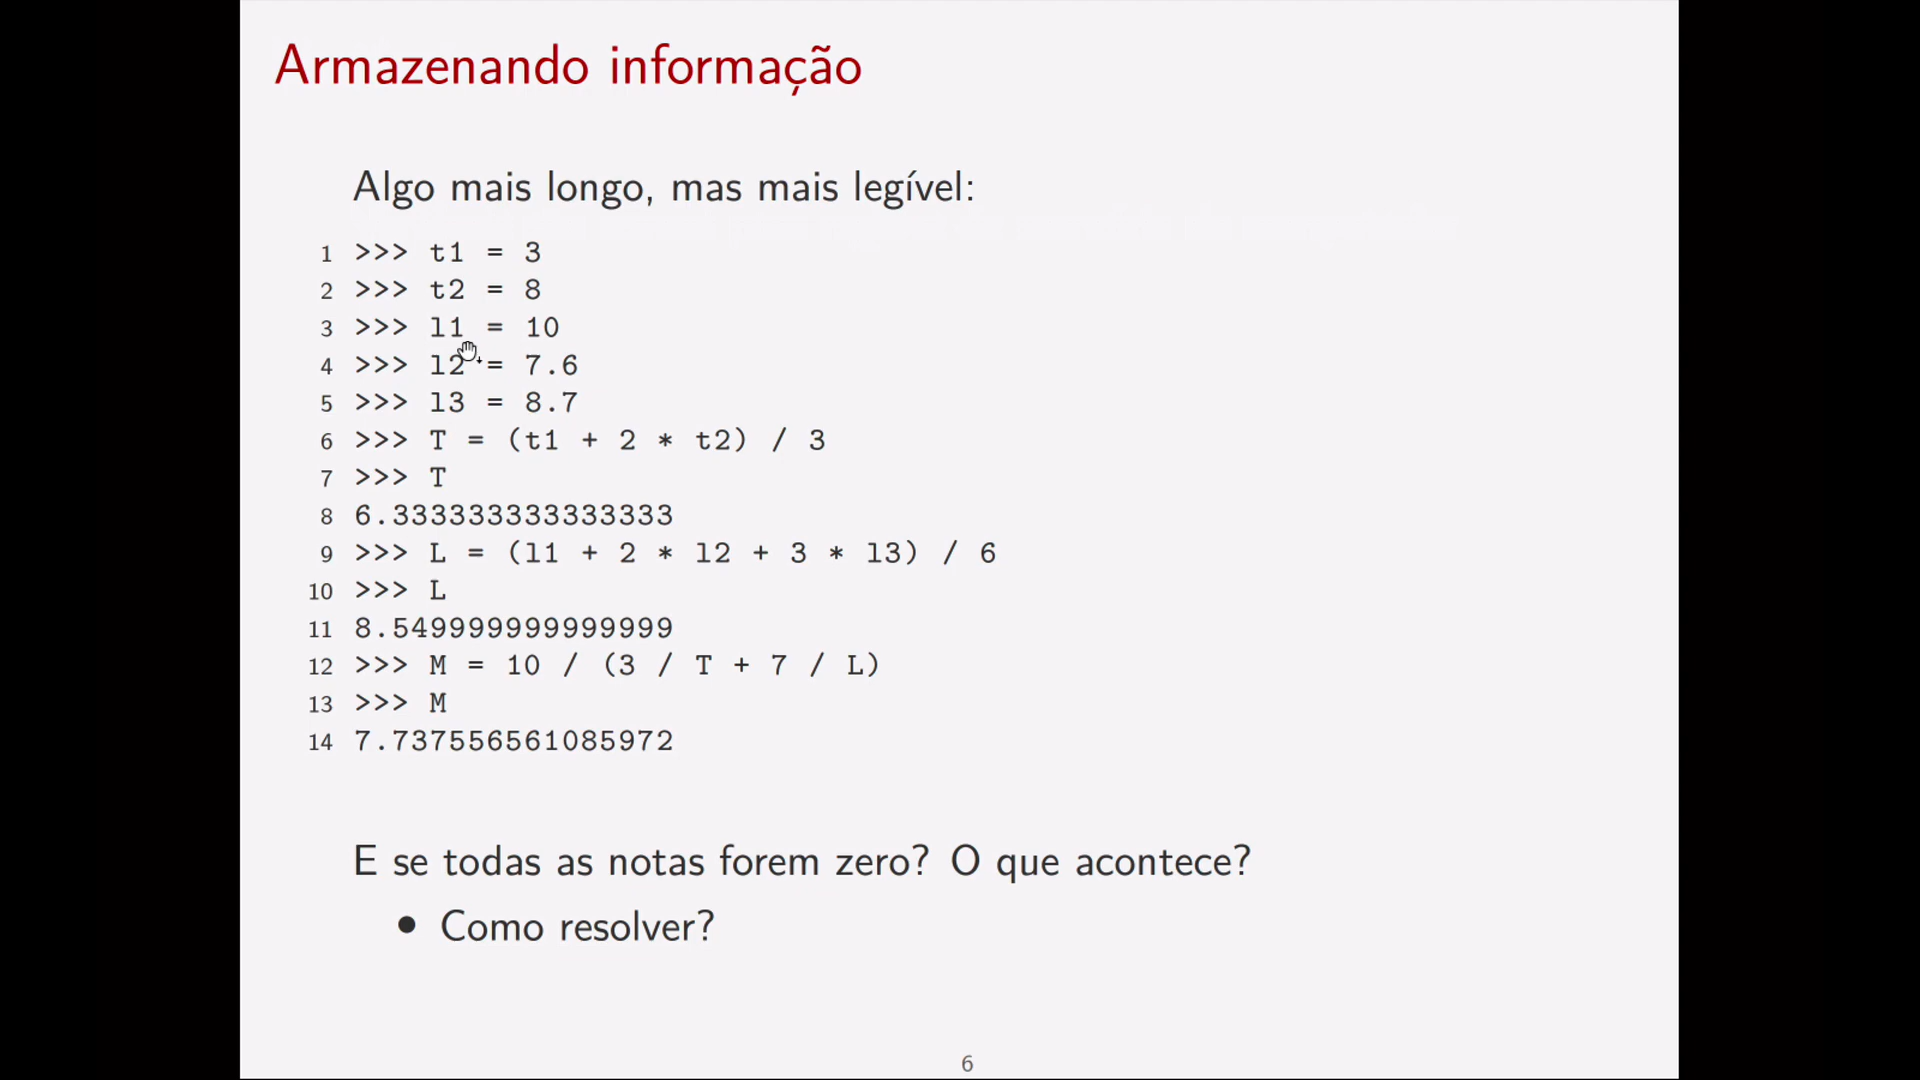 Armazenando informação
Algo mais longo, mas mais legível:
1 >>> t1 = 3
2 >>> t2 = 8
3 >>> l1 = 10
4 >>> l2 = 7.6
5 >>> l3 = 8.7
6 >>> T = (t1 + 2 * t2) / 3
7 >>> T
8 6.333333333333333
9 >>> L = (l1 + 2 * l2 + 3 * l3) / 6
10 >>> L
11 8.549999999999999
12 >>> M = 10 / (3 / T + 7 / L)
13 >>> M
14 7.737556561085972
E se todas as notas forem zero? O que acontece?
• Como resolver?
6